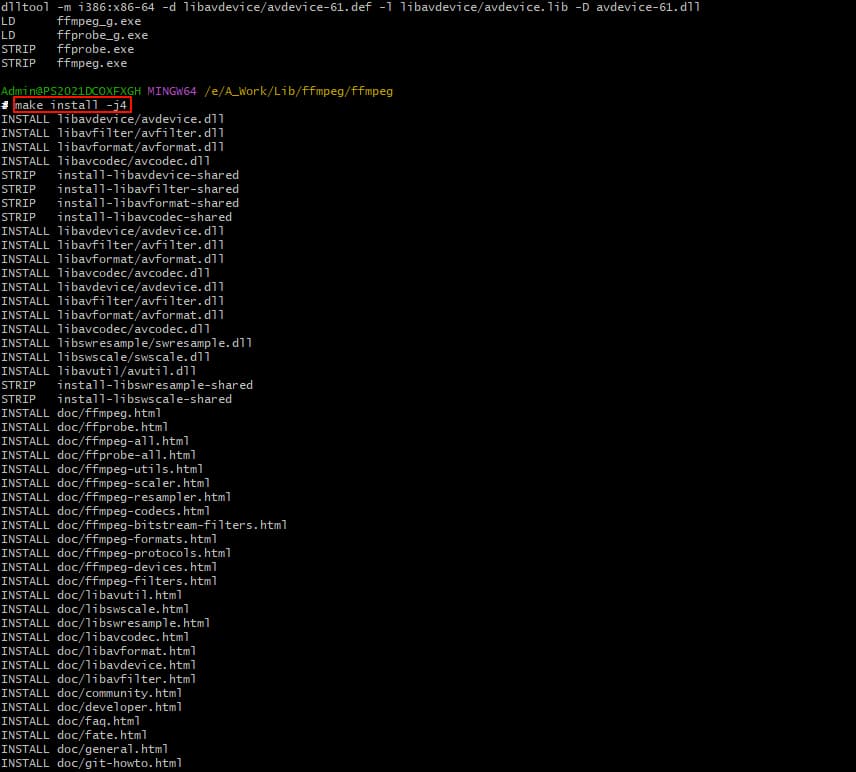 dlltool -m i386:x86-64 -d libavdevice/avdevice-61.def -l libavdevice/avdevice.lib -D avdevice-61.dll
LD      ffmpeg_g.exe
LD      ffprobe_g.exe
STRIP   ffprobe.exe
STRIP   ffmpeg.exe
Admin@PS2021DCOXFXGH MINGW64 /e/A_Work/Lib/ffmpeg/ffmpeg
# make install -j4
INSTALL libavdevice/avdevice.dll
INSTALL libavfilter/avfilter.dll
INSTALL libavformat/avformat.dll
INSTALL libavcodec/avcodec.dll
STRIP   install-libavdevice-shared
STRIP   install-libavfilter-shared
STRIP   install-libavformat-shared
STRIP   install-libavcodec-shared
INSTALL libavdevice/avdevice.dll
INSTALL libavfilter/avfilter.dll
INSTALL libavformat/avformat.dll
INSTALL libavcodec/avcodec.dll
INSTALL libavdevice/avdevice.dll
INSTALL libavfilter/avfilter.dll
INSTALL libavformat/avformat.dll
INSTALL libavcodec/avcodec.dll
INSTALL libswresample/swresample.dll
INSTALL libswscale/swscale.dll
INSTALL libavutil/avutil.dll
STRIP   install-libswresample-shared
STRIP   install-libswscale-shared
INSTALL doc/ffmpeg.html
INSTALL doc/ffprobe.html
INSTALL doc/ffmpeg-all.html
INSTALL doc/ffprobe-all.html
INSTALL doc/ffmpeg-utils.html
INSTALL doc/ffmpeg-scaler.html
INSTALL doc/ffmpeg-resampler.html
INSTALL doc/ffmpeg-codecs.html
INSTALL doc/ffmpeg-bitstream-filters.html
INSTALL doc/ffmpeg-formats.html
INSTALL doc/ffmpeg-protocols.html
INSTALL doc/ffmpeg-devices.html
INSTALL doc/ffmpeg-filters.html
INSTALL doc/libavutil.html
INSTALL doc/libswscale.html
INSTALL doc/libswresample.html
INSTALL doc/libavcodec.html
INSTALL doc/libavformat.html
INSTALL doc/libavdevice.html
INSTALL doc/libavfilter.html
INSTALL doc/community.html
INSTALL doc/developer.html
INSTALL doc/faq.html
INSTALL doc/fate.html
INSTALL doc/general.html
INSTALL doc/git-howto.html